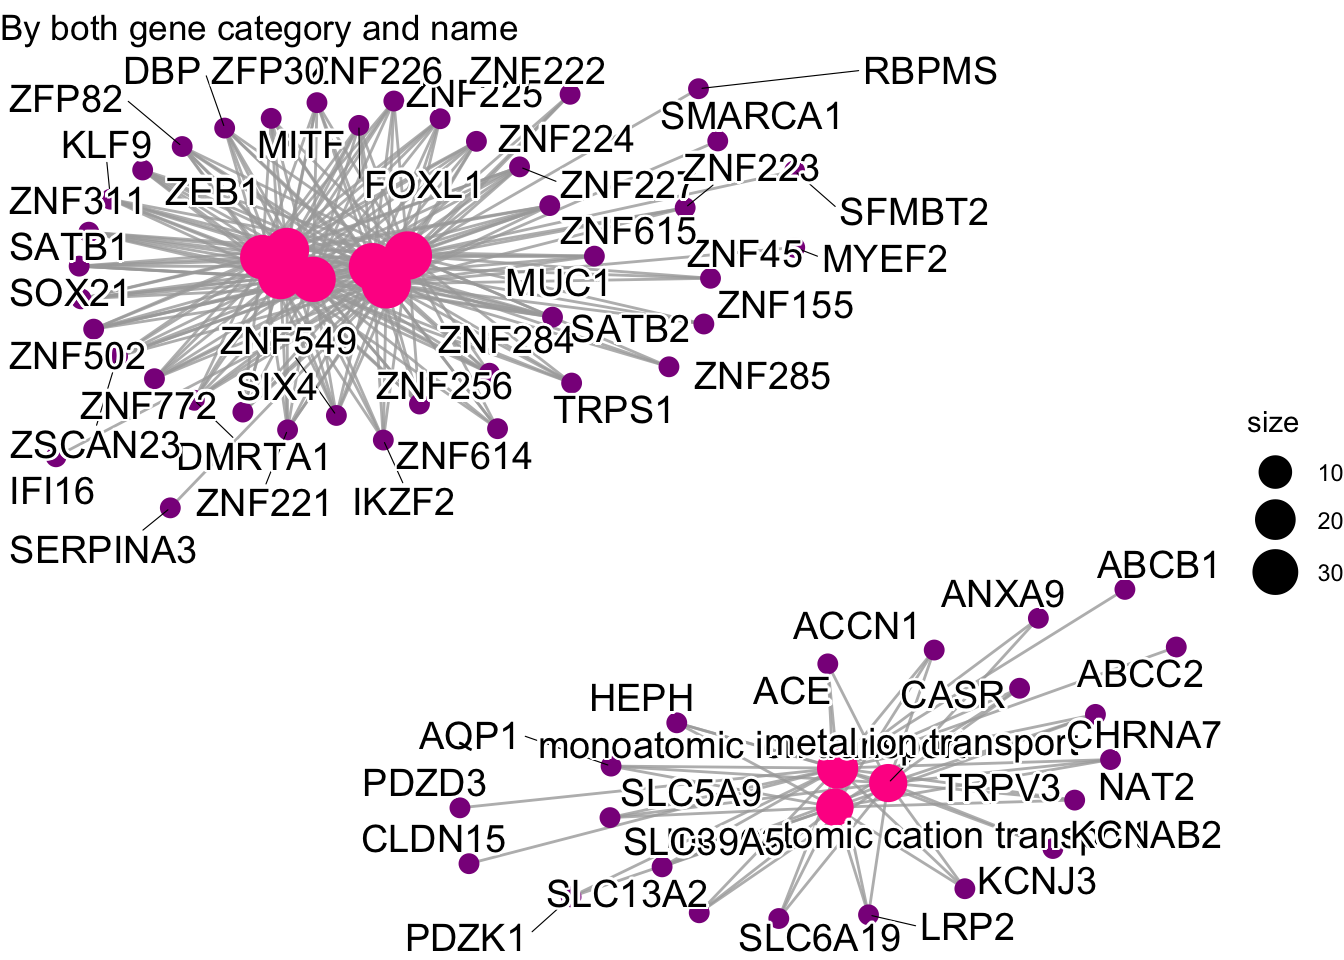 By both gene category and name
DBP
ZFP30
ZNF226
ZNF222
RBPMS
ZFP82
ZNF225
SMARCA1
KLF9
MITF
ZNF224
ZNF223
ZEB1
FOXL1
ZNF227
ZNF311
SFMBT2
ZNF615
SATB1
ZNF45
MYEF2
SOX21
MUC1
ZNF155
ZNF549
ZNF284
SATB2
ZNF502
SIX4
ZNF256
ZNF285
ZNF772
TRPS1
ZSCAN23
DMRTA1
ZNF614
IFI16
ZNF221
IKZF2
SERPINA3
size
10
20
30
ABCB1
ANXA9
ACCN1
ABCC2
HEPH
ACE
CASR
AQP1
monoatomic ion
metal ion transport
CHRNA7
PDZD3
SLC5A9
TRPV3
NAT2
CLDN15
SLC39A5
cation
KCNAB2
SLC13A2
KCNJ3
PDZK1
SLC6A19
LRP2